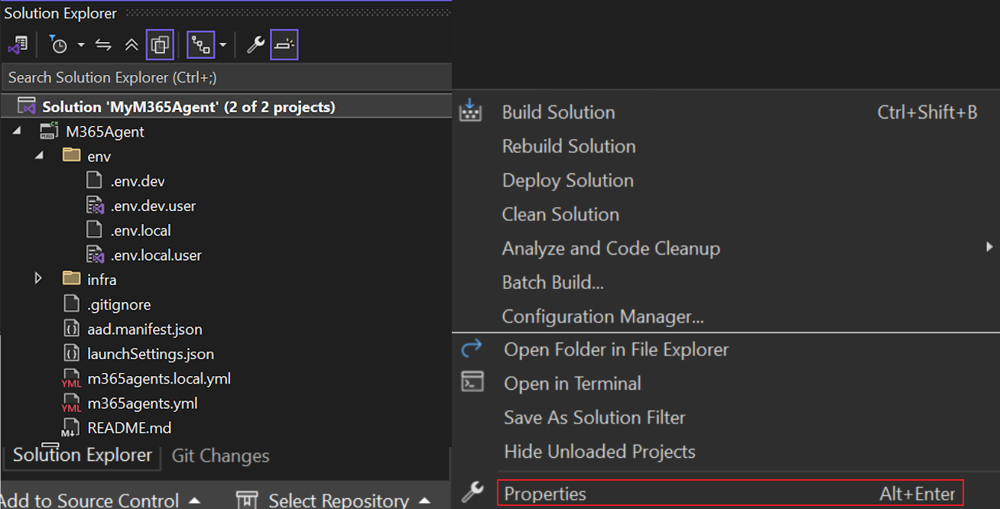 Solution Explorer
Search Solution Explorer (Ctrl+;)
Solution 'MyM365Agent' (2 of 2 projects)
M365Agent
env
.env.dev
.env.dev.user
.env.local
.env.local.user
infra
.gitignore
aad.manifest.json
launchSettings.json
YML m365agents.local.yml
YML m365agents.yml
M↓ README.md
Solution Explorer Git Changes
Add to Source Control Select Repository
Build Solution Ctrl+Shift+B
Rebuild Solution
Deploy Solution
Clean Solution
Analyze and Code Cleanup
Batch Build...
Configuration Manager...
Open Folder in File Explorer
Open in Terminal
Save As Solution Filter
Hide Unloaded Projects
Properties Alt+Enter